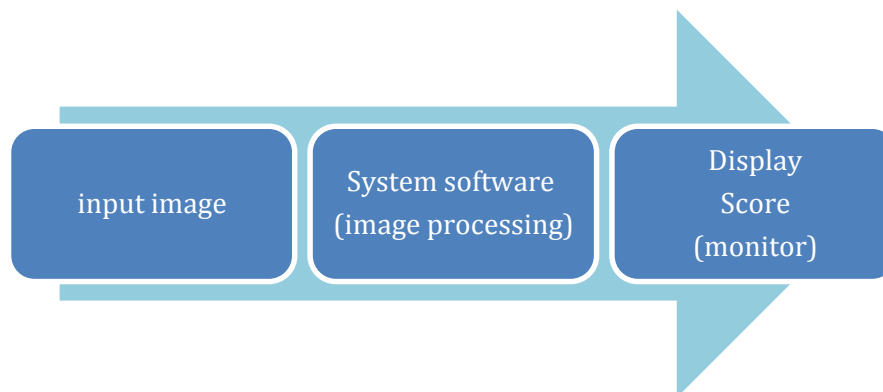 input image
System software
(image processing)
Display
Score
(monitor)